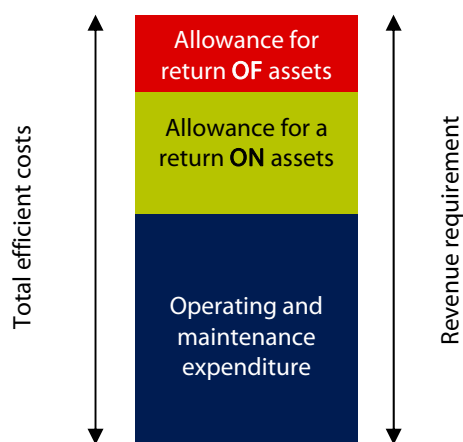 Total efficient costs
Allowance for
return OF assets
Allowance for a
return ON assets
Operating and
maintenance
expenditure
Revenue requirement